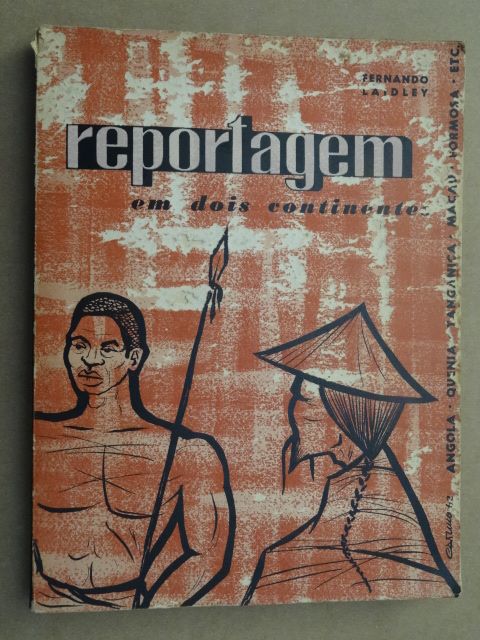 FERNANDO
LAIDLEY
reportagem
em dois continentes
ANGOLA · QUÉNIA · TANGANICA · MACAU · FORMOSA · ETC.